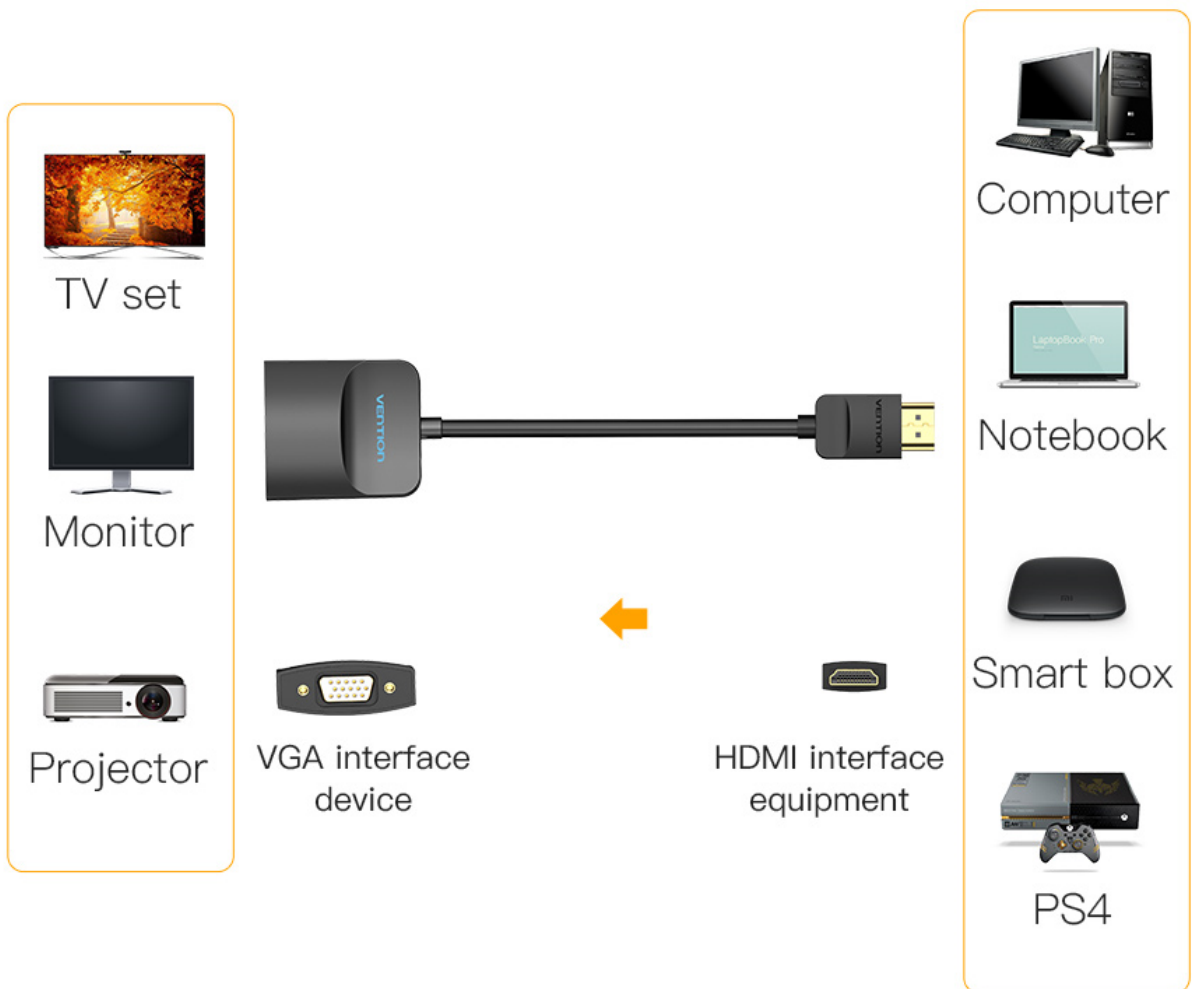 TV set
Monitor
Projector
VENTION
VENTION
VGA interface
device
HDMI interface
equipment
Computer
LaptopBook Pro
Notebook
Smart box
PS4